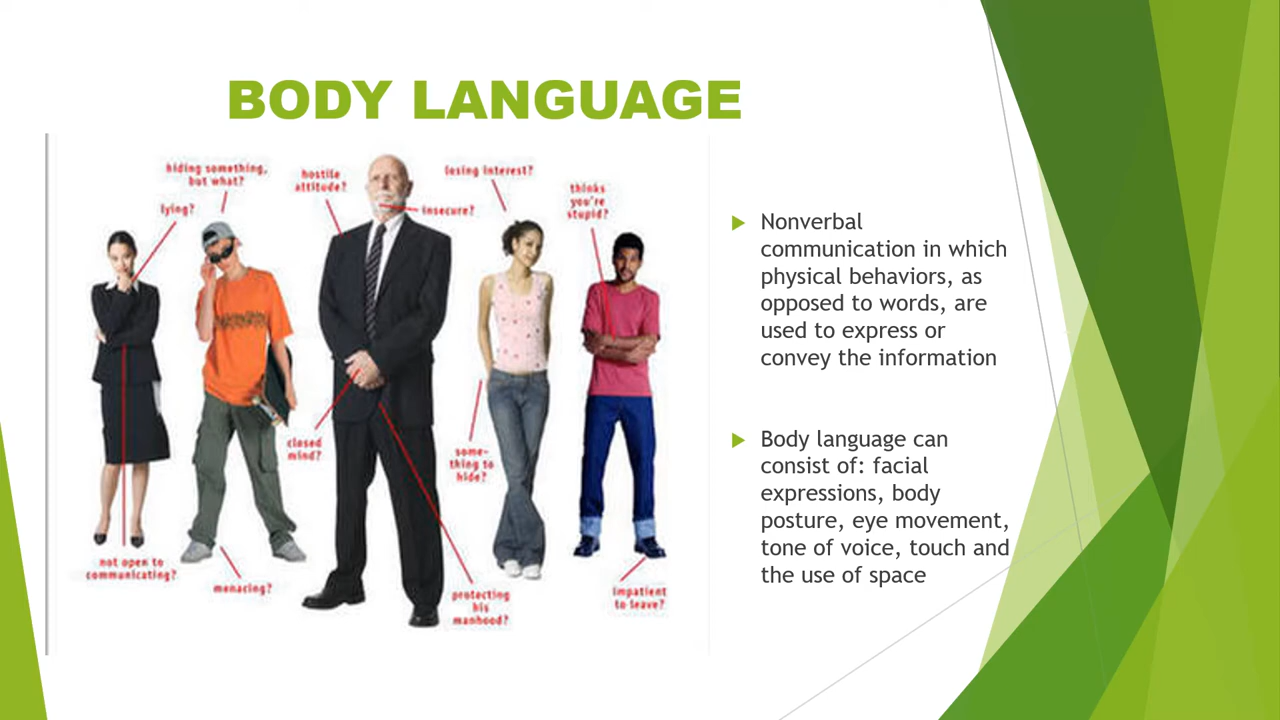 BODY LANGUAGE
hiding something,
but what?
lying?
hostile
attitude?
insecure?
losing interest?
thinks
you're
stupid?
closed
mind?
some-
thing to
hide?
not open to
communicating?
menacing?
protecting
his
manhood?
impatient
to leave?
Nonverbal
communication in which
physical behaviors, as
opposed to words, are
used to express or
convey the information
Body language can
consist of: facial
expressions, body
posture, eye movement,
tone of voice, touch and
the use of space